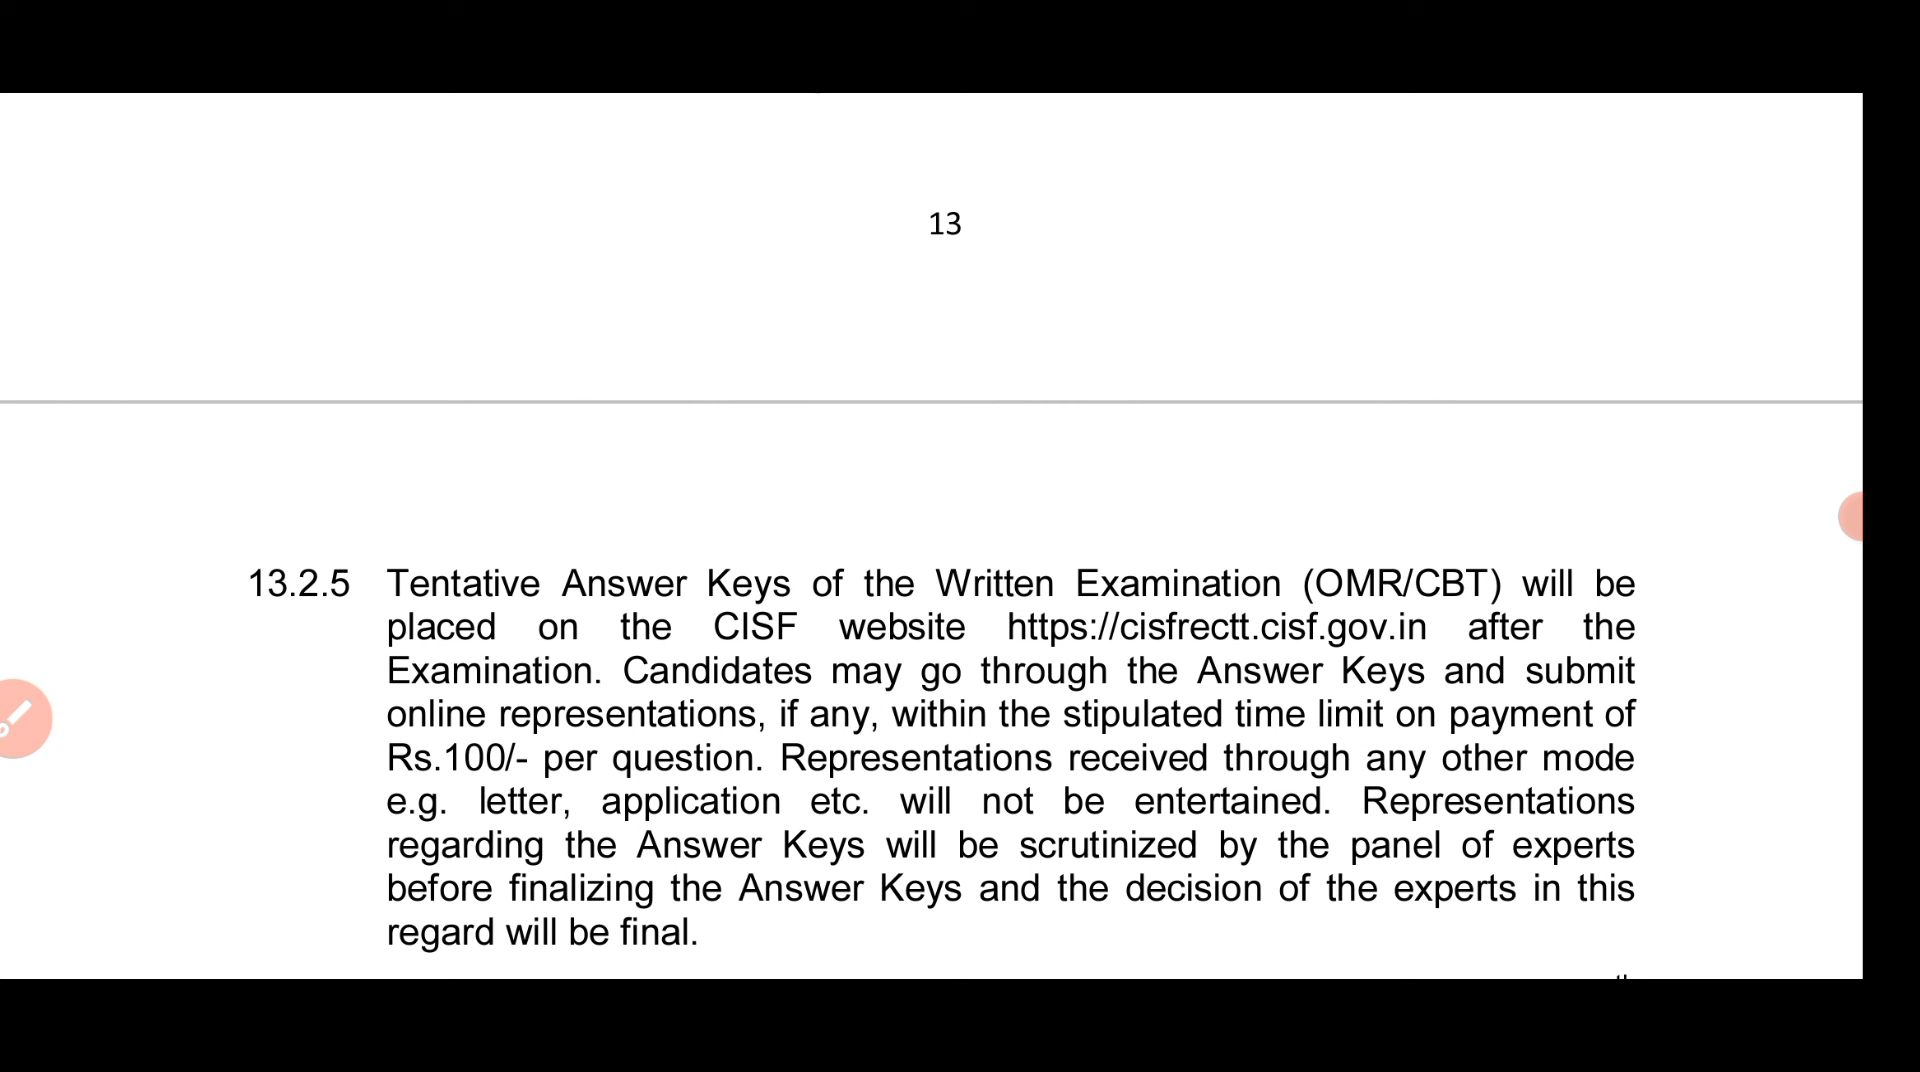 13
13.2.5 Tentative Answer Keys of the Written Examination (OMR/CBT) will be
placed on the CISF website https://cisfrectt.cisf.gov.in after the
Examination. Candidates may go through the Answer Keys and submit
online representations, if any, within the stipulated time limit on payment of
Rs.100/- per question. Representations received through any other mode
e.g. letter, application etc. will not be entertained. Representations
regarding the Answer Keys will be scrutinized by the panel of experts
before finalizing the Answer Keys and the decision of the experts in this
regard will be final.